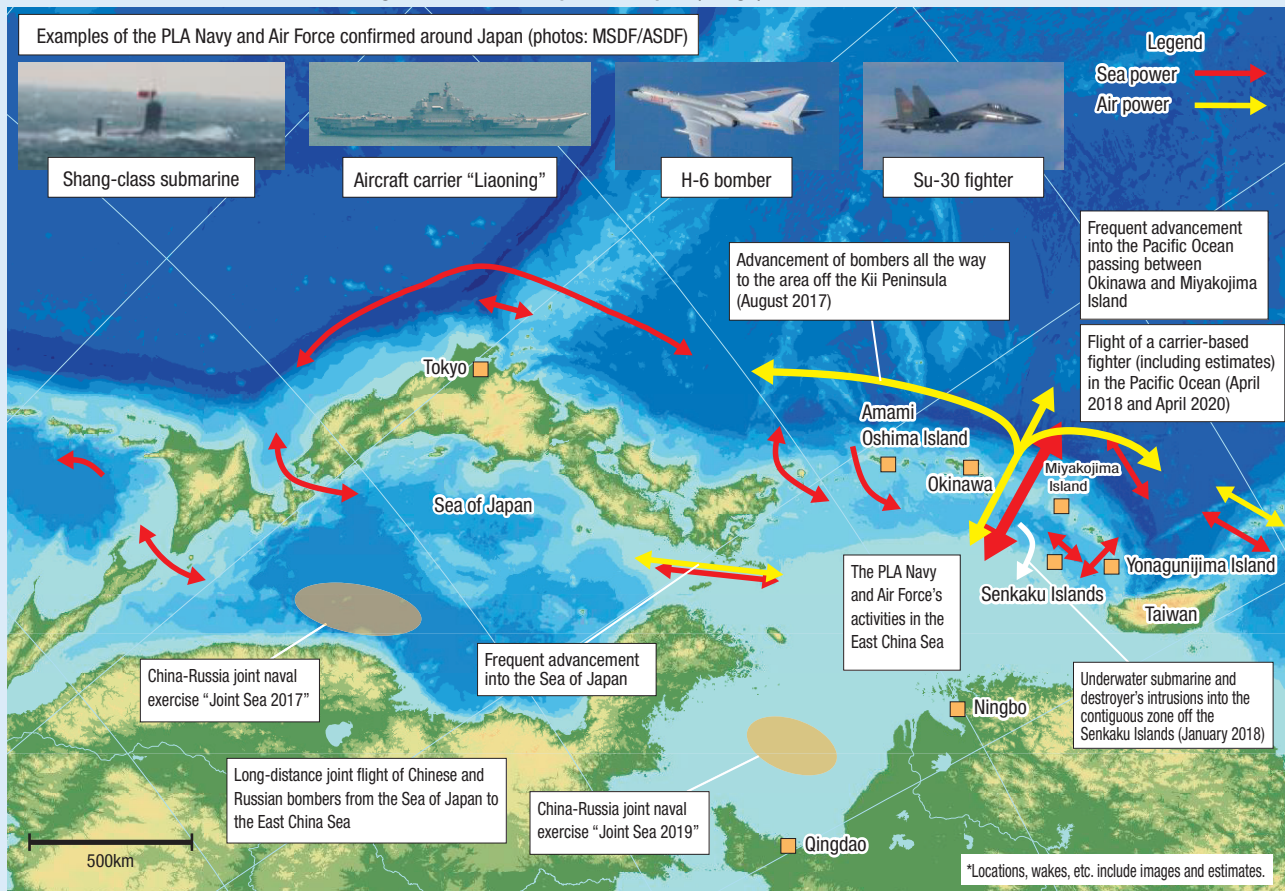 Examples of the PLA Navy and Air Force confirmed around Japan (photos: MSDF/ASDF)
Legend
Sea power
Air power
Shang-class submarine
Aircraft carrier “Liaoning”
H-6 bomber
Su-30 fighter
Frequent advancement
into the Pacific Ocean
passing between
Okinawa and Miyakojima
Island
Advancement of bombers all the way
to the area off the Kii Peninsula
(August 2017)
Flight of a carrier-based
fighter (including estimates)
in the Pacific Ocean (April
2018 and April 2020)
Tokyo
Amami
Oshima Island
Okinawa
Miyakojima
Island
Sea of Japan
Senkaku Islands
Yonagunijima Island
Taiwan
The PLA Navy
and Air Force’s
activities in the
East China Sea
China-Russia joint naval
exercise “Joint Sea 2017”
Frequent advancement
into the Sea of Japan
Underwater submarine and
destroyer’s intrusions into the
contiguous zone off the
Senkaku Islands (January 2018)
Ningbo
Long-distance joint flight of Chinese and
Russian bombers from the Sea of Japan to
the East China Sea
China-Russia joint naval
exercise “Joint Sea 2019”
Qingdao
500km
*Locations, wakes, etc. include images and estimates.